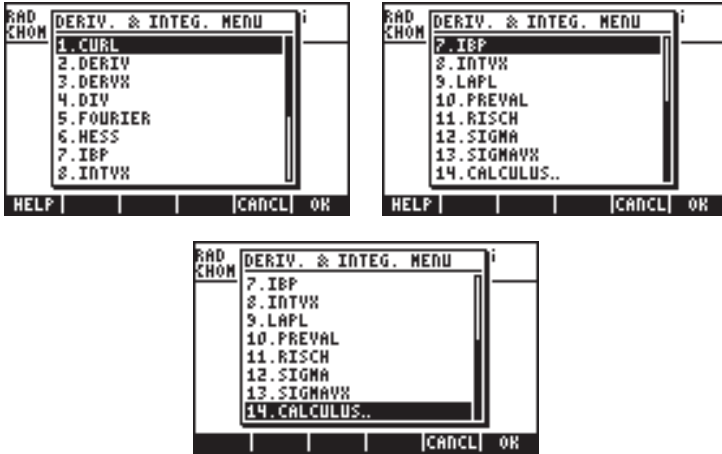 RAD
CHOM
DERIV. & INTEG. MENU
i
1.CURL
2.DERIV
3.DERVX
4.DIV
5.FOURIER
6.HESS
7.IBP
8.INTVX
HELP CANCL OK
RAD
CHOM
DERIV. & INTEG. MENU
i
7.IBP
8.INTVX
9.LAPL
10.PREVAL
11.RISCH
12.SIGMA
13.SIGMAVX
14.CALCULUS..
HELP CANCL OK
RAD
CHOM
DERIV. & INTEG. MENU
i
7.IBP
8.INTVX
9.LAPL
10.PREVAL
11.RISCH
12.SIGMA
13.SIGMAVX
14.CALCULUS..
CANCL OK